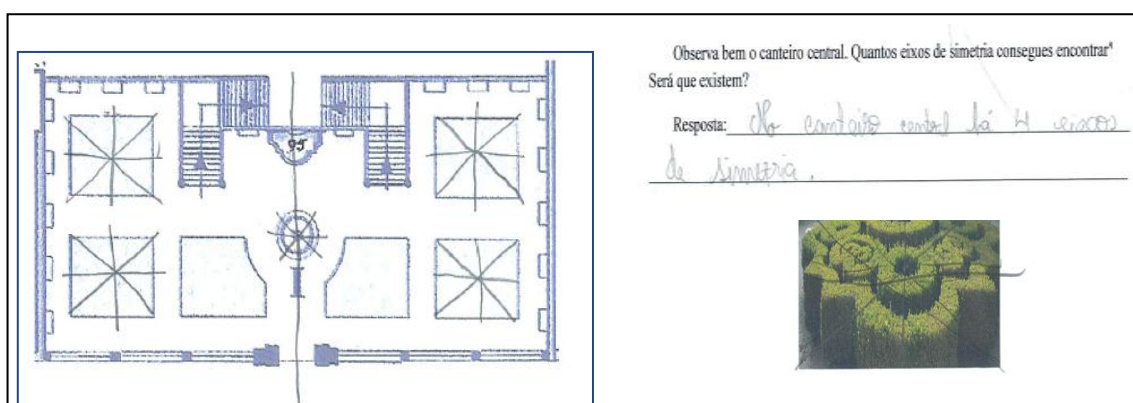 Observa bem o canteiro central. Quantos eixos de simetria consegues encontrar
Será que existem?
Resposta: No canteiro central há 4 eixos
de simetria.